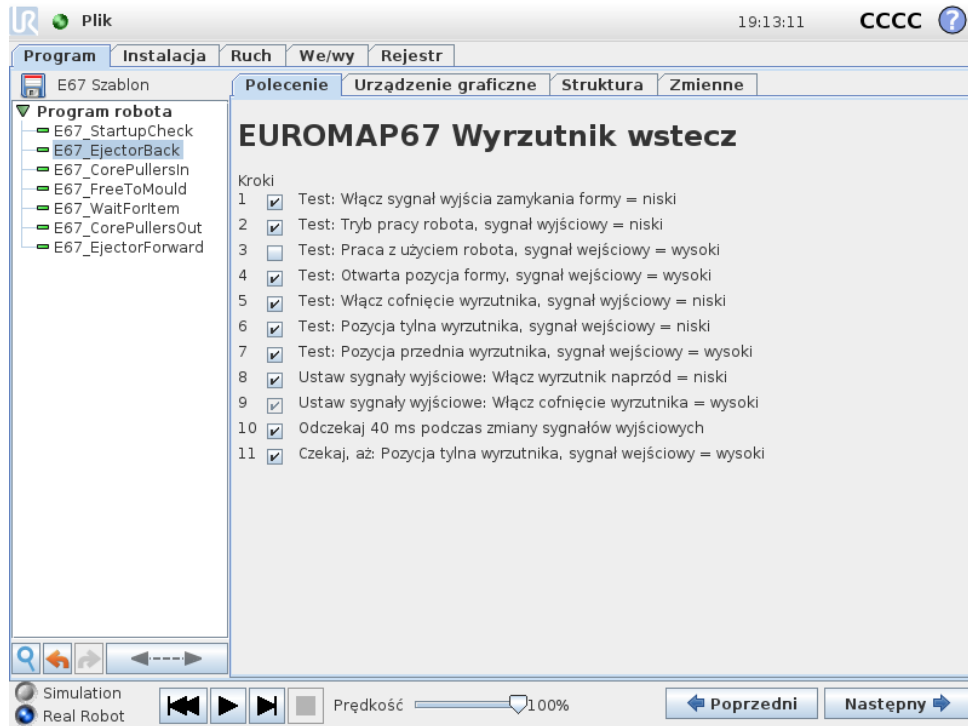 Plik
19:13:11
CCCC
?
Program Instalacja Ruch We/wy Rejestr
E67 Szablon
Program robota
E67_StartupCheck
E67_EjectorBack
E67_CorePullersIn
E67_FreeToMould
E67_WaitForItem
E67_CorePullersOut
E67_EjectorForward
Polecenie Urządzenie graficzne Struktura Zmienne
EUROMAP67 Wyrzutnik wstecz
Kroki
1 Test: Włącz sygnał wyjścia zamykania formy = niski
2 Test: Tryb pracy robota, sygnał wyjściowy = niski
3 Test: Praca z użyciem robota, sygnał wejściowy = wysoki
4 Test: Otwarta pozycja formy, sygnał wejściowy = wysoki
5 Test: Włącz cofnięcie wyrzutnika, sygnał wyjściowy = niski
6 Test: Pozycja tylna wyrzutnika, sygnał wejściowy = niski
7 Test: Pozycja przednia wyrzutnika, sygnał wejściowy = wysoki
8 Ustaw sygnały wyjściowe: Włącz wyrzutnik naprzód = niski
9 Ustaw sygnały wyjściowe: Włącz cofnięcie wyrzutnika = wysoki
10 Odczekaj 40 ms podczas zmiany sygnałów wyjściowych
11 Czekaj, aż: Pozycja tylna wyrzutnika, sygnał wejściowy = wysoki
Simulation
Real Robot
Prędkość 100%
Poprzedni
Następny